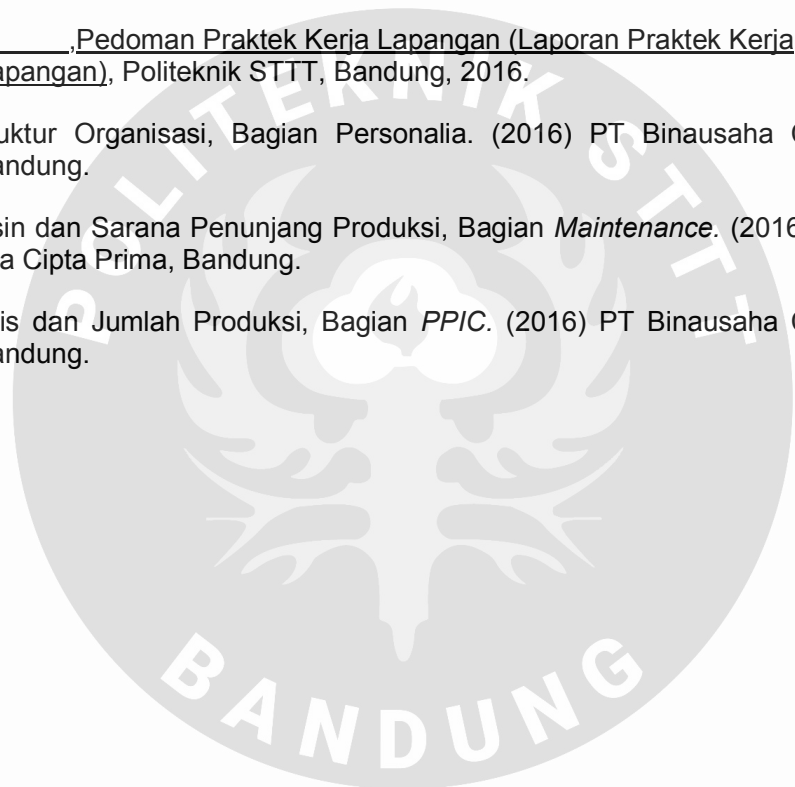 ,Pedoman Praktek Kerja Lapangan (Laporan Praktek Kerja
apangan), Politeknik STTT, Bandung, 2016.
uktur Organisasi, Bagian Personalia. (2016) PT Binausaha
andung.
sin dan Sarana Penunjang Produksi, Bagian Maintenance. (2016
a Cipta Prima, Bandung.
is dan Jumlah Produksi, Bagian PPIC. (2016) PT Binausaha
andung.
POLITEKNIK STTT
BANDUNG